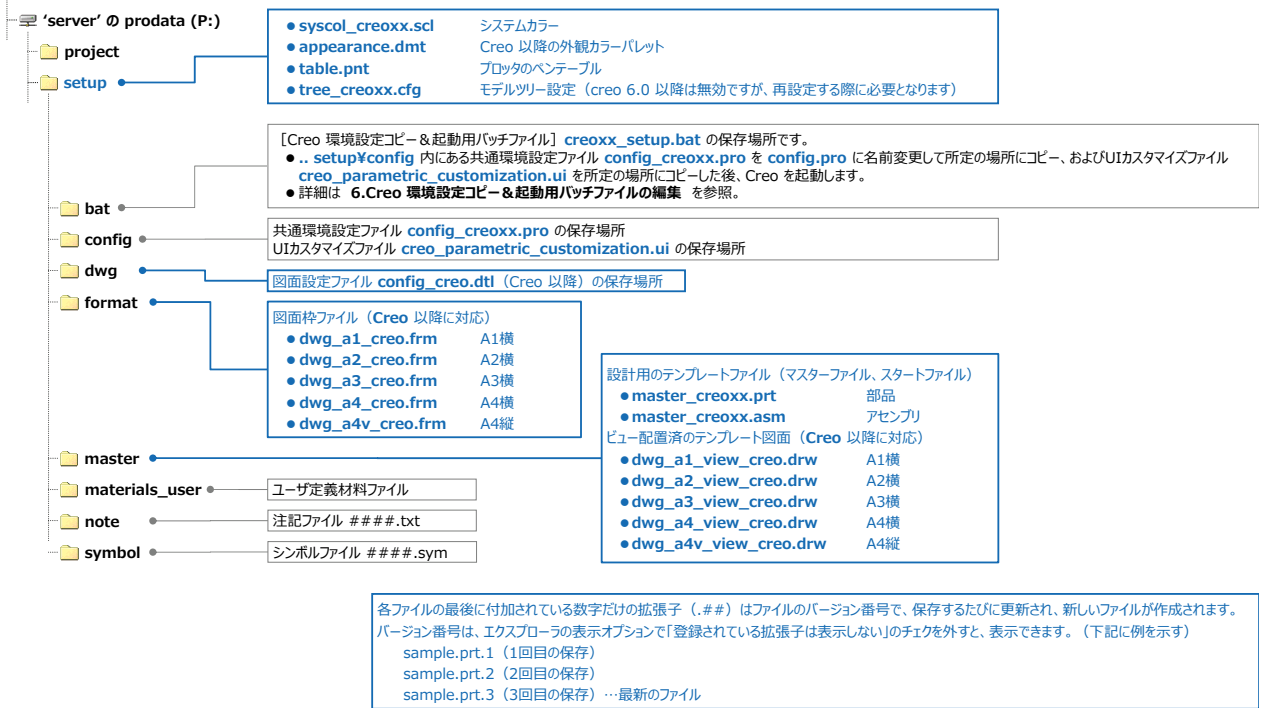 ‘server’ の prodata (P:)
project
setup
● syscol_creoxx.scl システムカラー
● appearance.dmt Creo 以降の外観カラーパレット
● table.pnt プロッタのペンテーブル
● tree_creoxx.cfg モデルツリー設定（creo 6.0 以降は無効ですが、再設定する際に必要となります）
bat
［Creo 環境設定コピー＆起動用バッチファイル］ creoxx_setup.bat の保存場所です。
● .. setup¥config 内にある共通環境設定ファイル config_creoxx.pro を config.pro に名前変更して所定の場所にコピー、およびUIカスタマイズファイル
creo_parametric_customization.ui を所定の場所にコピーした後、Creo を起動します。
● 詳細は 6.Creo 環境設定コピー＆起動用バッチファイルの編集 を参照。
config
共通環境設定ファイル config_creoxx.pro の保存場所
UIカスタマイズファイル creo_parametric_customization.ui の保存場所
dwg
図面設定ファイル config_creo.dtl（Creo 以降）の保存場所
format
図面枠ファイル（Creo 以降に対応）
● dwg_a1_creo.frm A1横
● dwg_a2_creo.frm A2横
● dwg_a3_creo.frm A3横
● dwg_a4_creo.frm A4横
● dwg_a4v_creo.frm A4縦
master
設計用のテンプレートファイル（マスターファイル、スタートファイル）
● master_creoxx.prt 部品
● master_creoxx.asm アセンブリ
ビュー配置済のテンプレート図面（Creo 以降に対応）
● dwg_a1_view_creo.drw A1横
● dwg_a2_view_creo.drw A2横
● dwg_a3_view_creo.drw A3横
● dwg_a4_view_creo.drw A4横
● dwg_a4v_view_creo.drw A4縦
materials_user
ユーザ定義材料ファイル
note
注記ファイル ####.txt
symbol
シンボルファイル ####.sym
各ファイルの最後に付加されている数字だけの拡張子（.##）はファイルのバージョン番号で、保存するたびに更新され、新しいファイルが作成されます。
バージョン番号は、エクスプローラの表示オプションで「登録されている拡張子は表示しない」のチェクを外すと、表示できます。（下記に例を示す）
sample.prt.1（1回目の保存）
sample.prt.2（2回目の保存）
sample.prt.3（3回目の保存）…最新のファイル